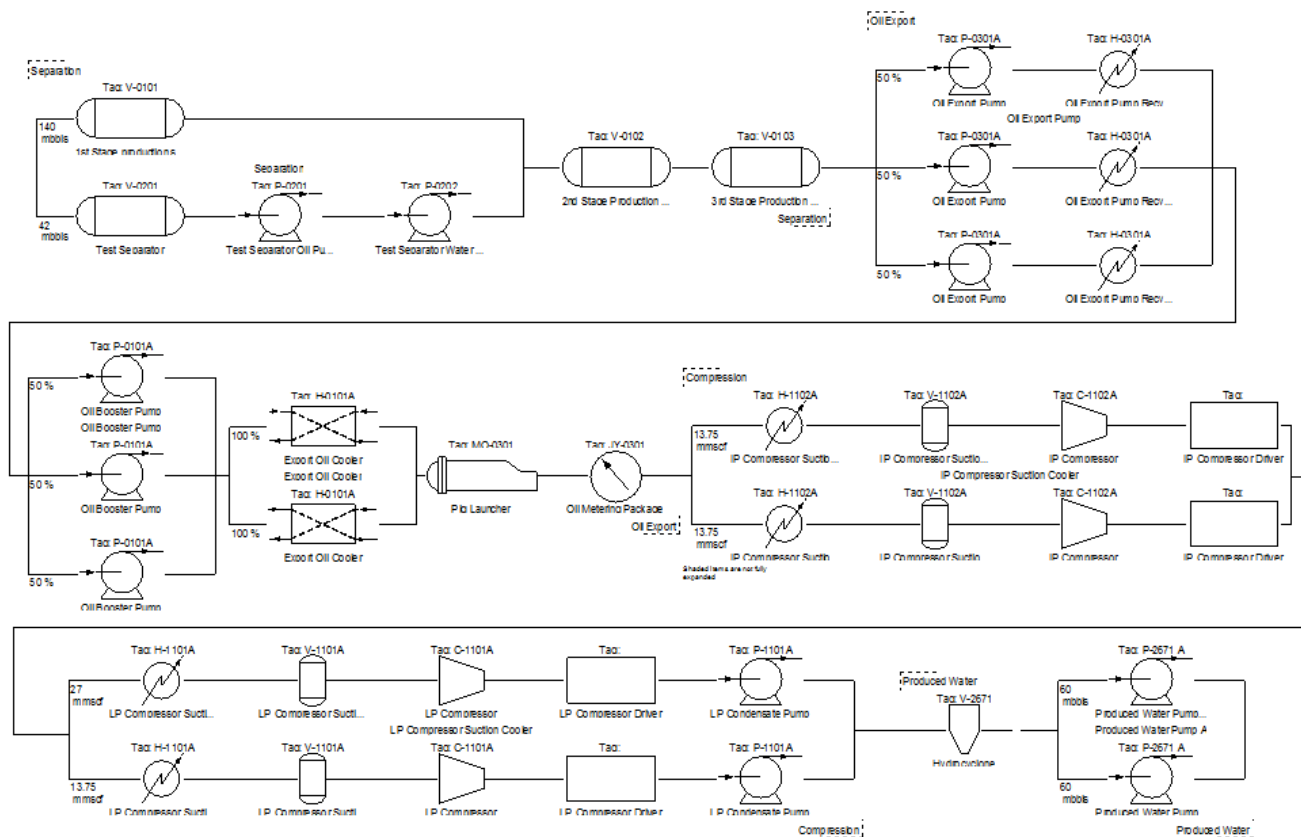 Oil Export
Separation
Tag: P-0301A
Tag: H-0301A
50 %
Oil Export Pump
Oil Export Pump Recv...
Oil Export Pump
Tag: V-0101
140
mbbls
1st Stage productions
Tag: V-0102
Tag: V-0103
Tag: P-0301A
Tag: H-0301A
50%
Oil Export Pump
Oil Export Pump Recv...
Separation
Tag: V-0201
Tag: P-0201
Tag: P-0202
42
mbbls
Test Separator
Test Separator Oil Pu...
Test Separator Water ...
2nd Stage Production ...
3rd Stage Production ...
Separation
Tag: P-0301A
Tag: H-0301A
50 %
Oil Export Pump
Oil Export Pump Recv...
Tag: P-0101A
50 %
Oil Booster Pump
Oil Booster Pump
Tag: P-0101A
50%
Oil Booster Pump
Tag: P-0101A
50 %
Oil Booster Pump
Tag: H-0101A
100 %
Export Oil Cooler
Export Oil Cooler
Tag: H-0101A
100 %
Export Oil Cooler
Tag: MO-0301
Pig Launcher
Tag: JY-0301
Oil Metering Package
Oil Export
Compression
Tag: H-1102A
Tag: V-1102A
Tag: C-1102A
Tag:
13.75
mmscf
IP Compressor Suctio...
IP Compressor Suctio...
IP Compressor
IP Compressor Driver
IP Compressor Suction Cooler
Tag: H-1102A
Tag: V-1102A
Tag: C-1102A
Tag:
13.75
mmscf
IP Compressor Suctio...
IP Compressor Suctio...
IP Compressor
IP Compressor Driver
Shaded items are not fully
expanded
Tag: H-1101A
Tag: V-1101A
Tag: C-1101A
Tag:
Tag: P-1101A
27
mmscf
LP Compressor Sucti...
LP Compressor Sucti...
LP Compressor
LP Compressor Driver
LP Condensate Pump
LP Compressor Suction Cooler
Tag: H-1101A
Tag: V-1101A
Tag: C-1101A
Tag:
Tag: P-1101A
13.75
mmscf
LP Compressor Sucti...
LP Compressor Sucti...
LP Compressor
LP Compressor Driver
LP Condensate Pump
Compression
Produced Water
Tag: V-2671
Hydrocyclone
Tag: P-2671 A
60
mbbls
Produced Water Pump...
Produced Water Pump A
Tag: P-2671 A
60
mbbls
Produced Water Pump
Produced Water